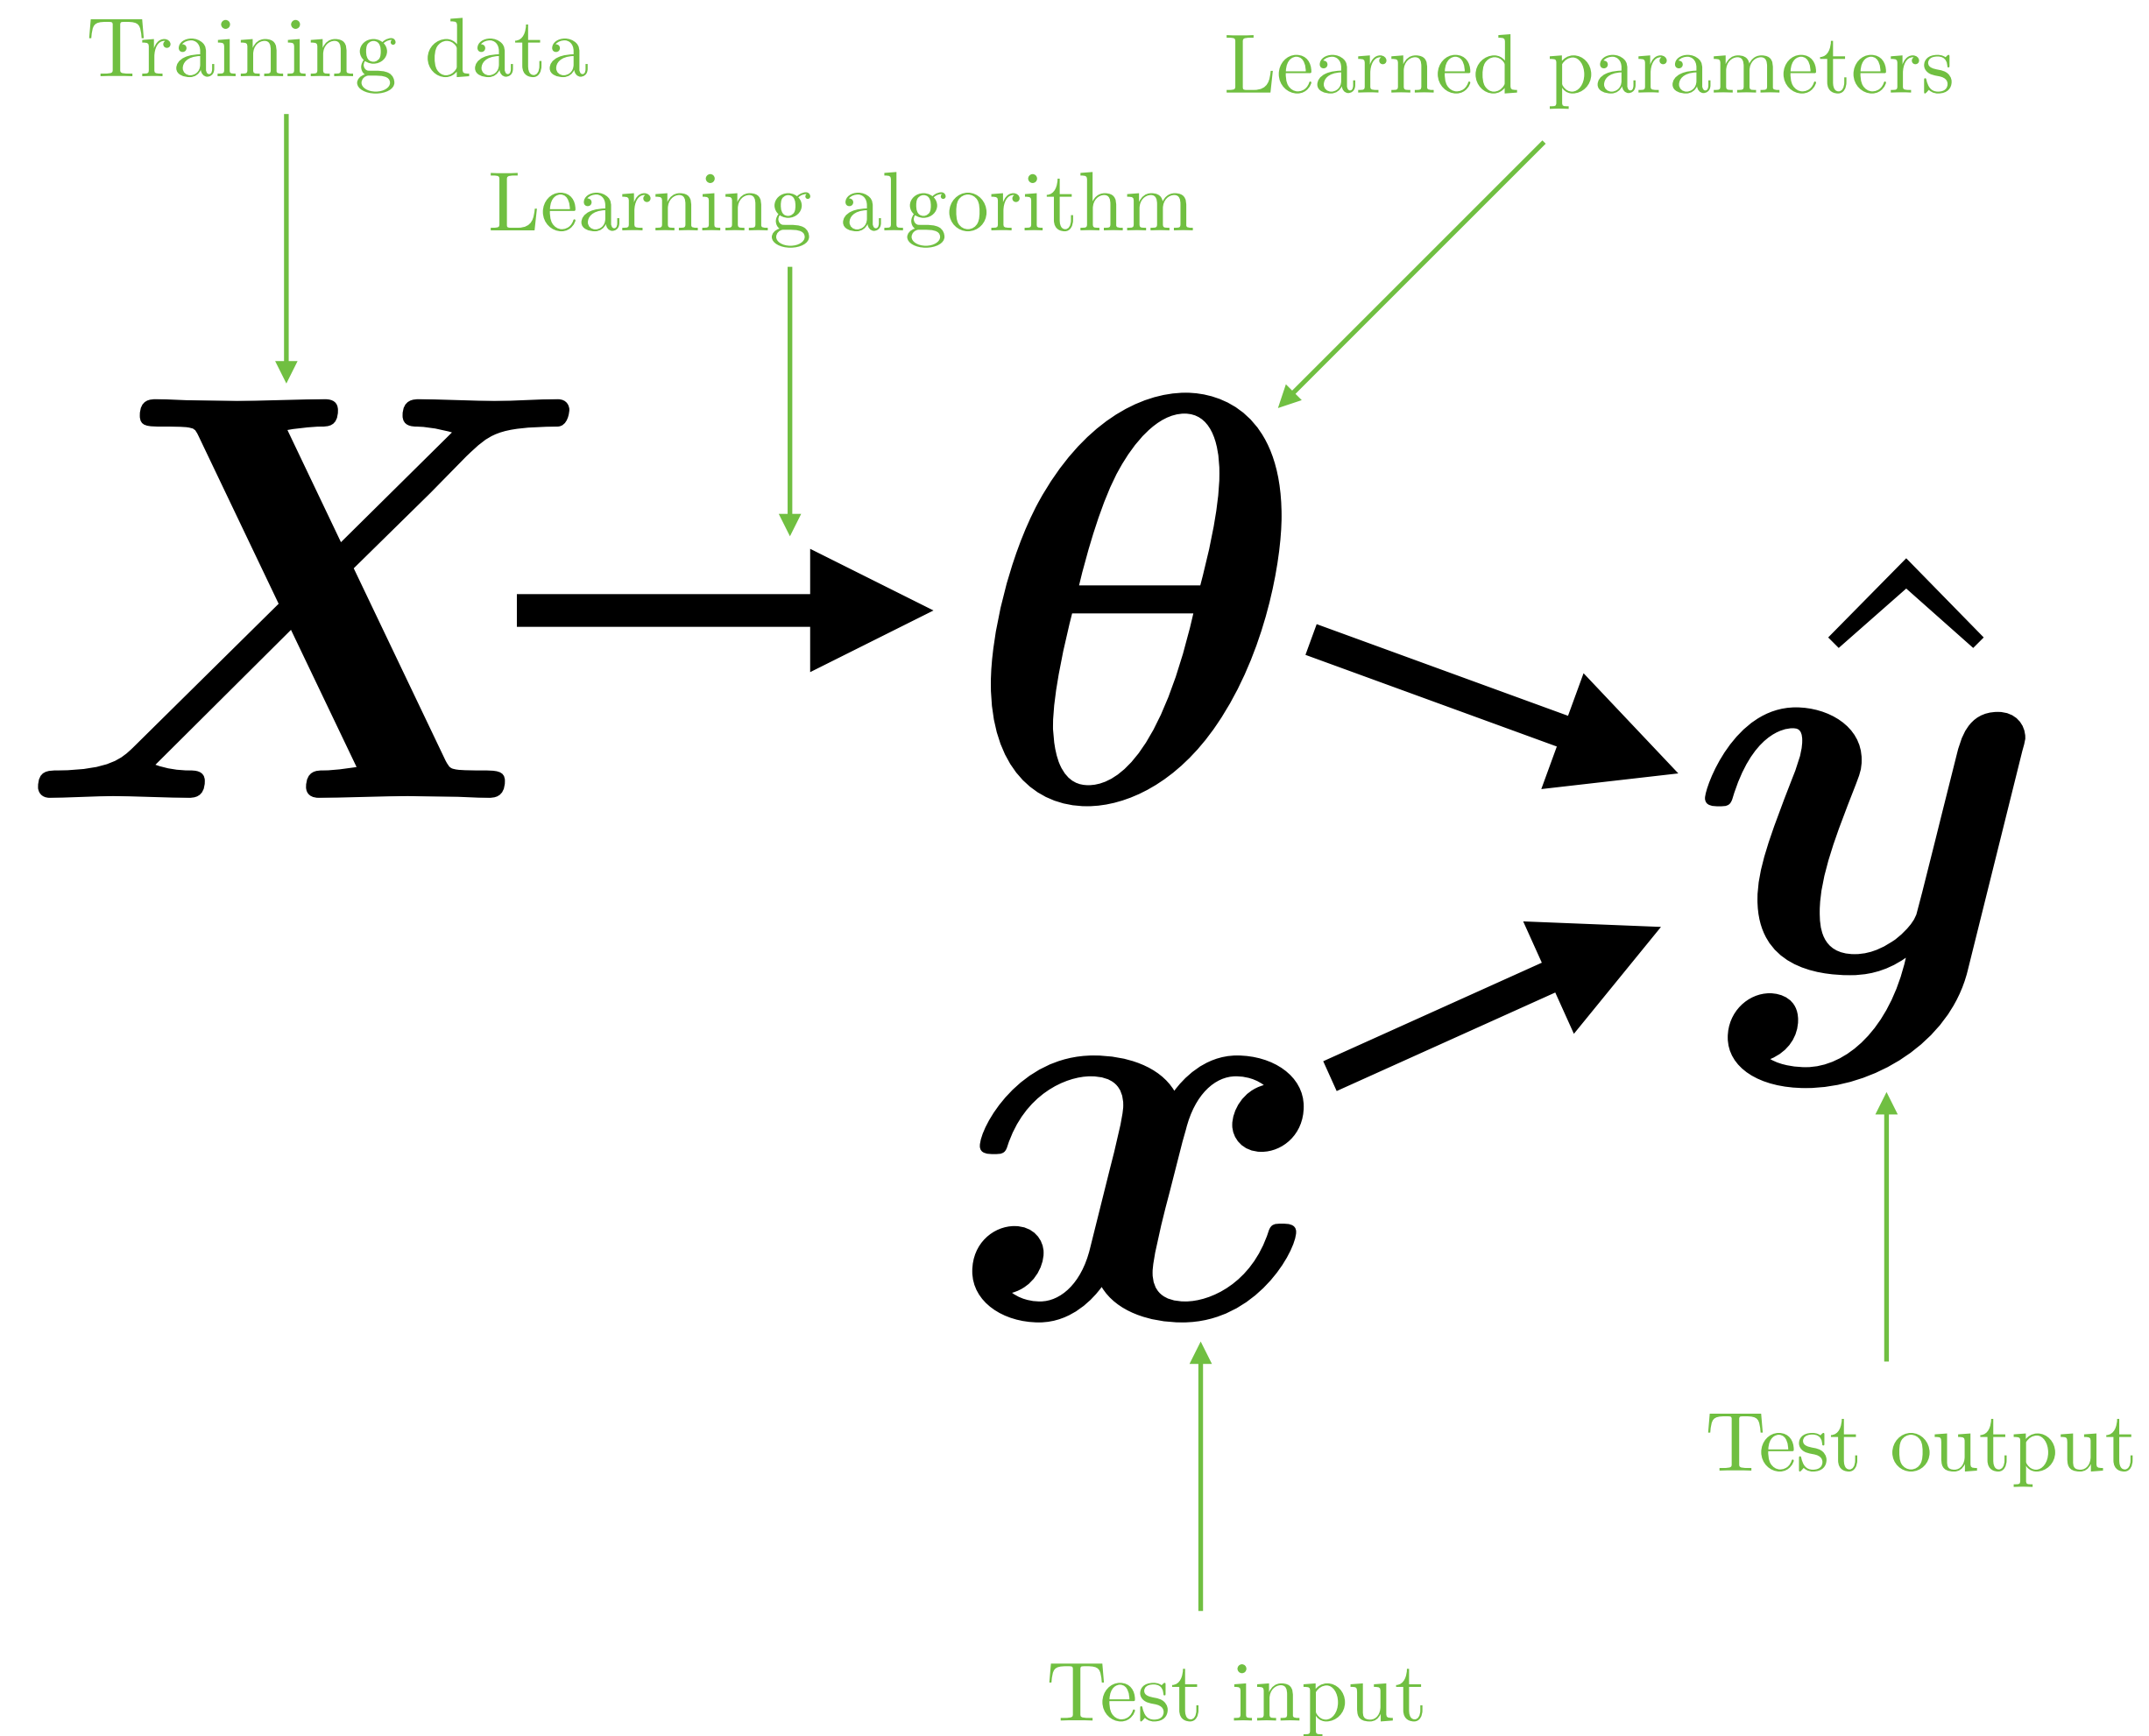 Training data
Learned parameters
Learning algorithm
X
θ
ŷ
x
Test output
Test input